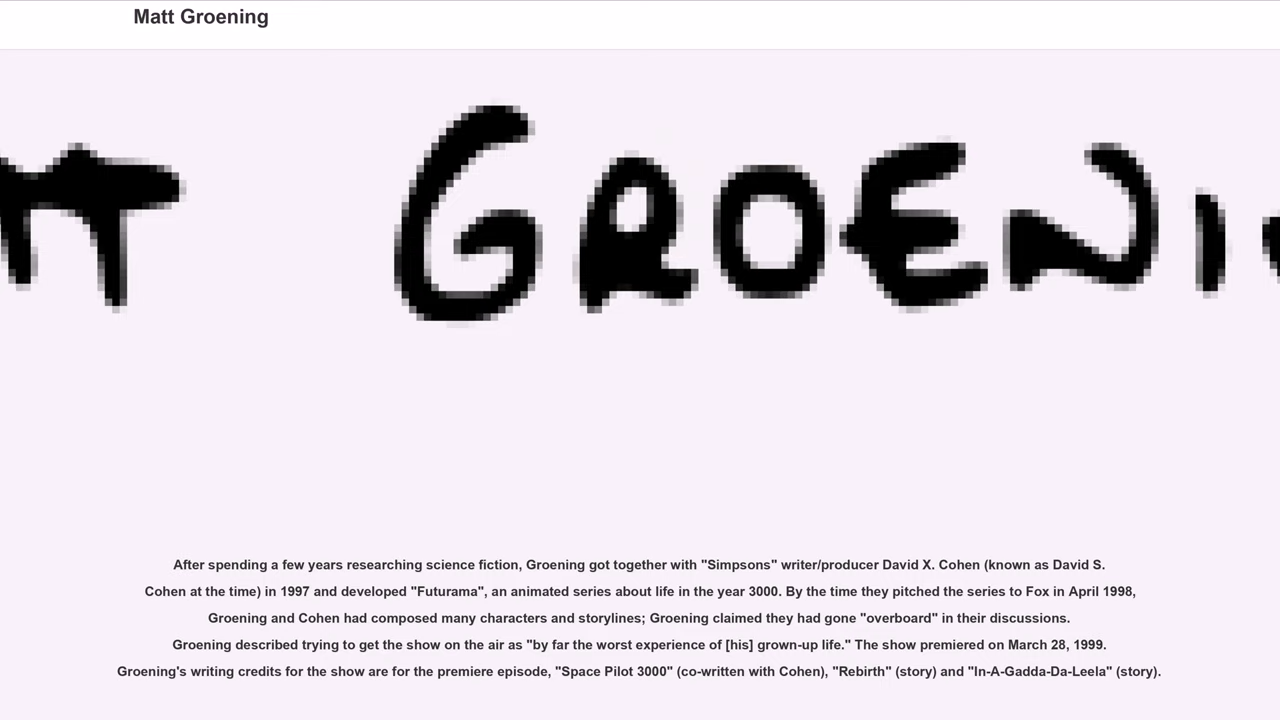 Matt Groening
GROENI
After spending a few years researching science fiction, Groening got together with "Simpsons" writer/producer David X. Cohen (known as David S.
Cohen at the time) in 1997 and developed "Futurama", an animated series about life in the year 3000. By the time they pitched the series to Fox in April 1998,
Groening and Cohen had composed many characters and storylines; Groening claimed they had gone "overboard" in their discussions.
Groening described trying to get the show on the air as "by far the worst experience of [his] grown-up life." The show premiered on March 28, 1999.
Groening's writing credits for the show are for the premiere episode, "Space Pilot 3000" (co-written with Cohen), "Rebirth" (story) and "In-A-Gadda-Da-Leela" (story).